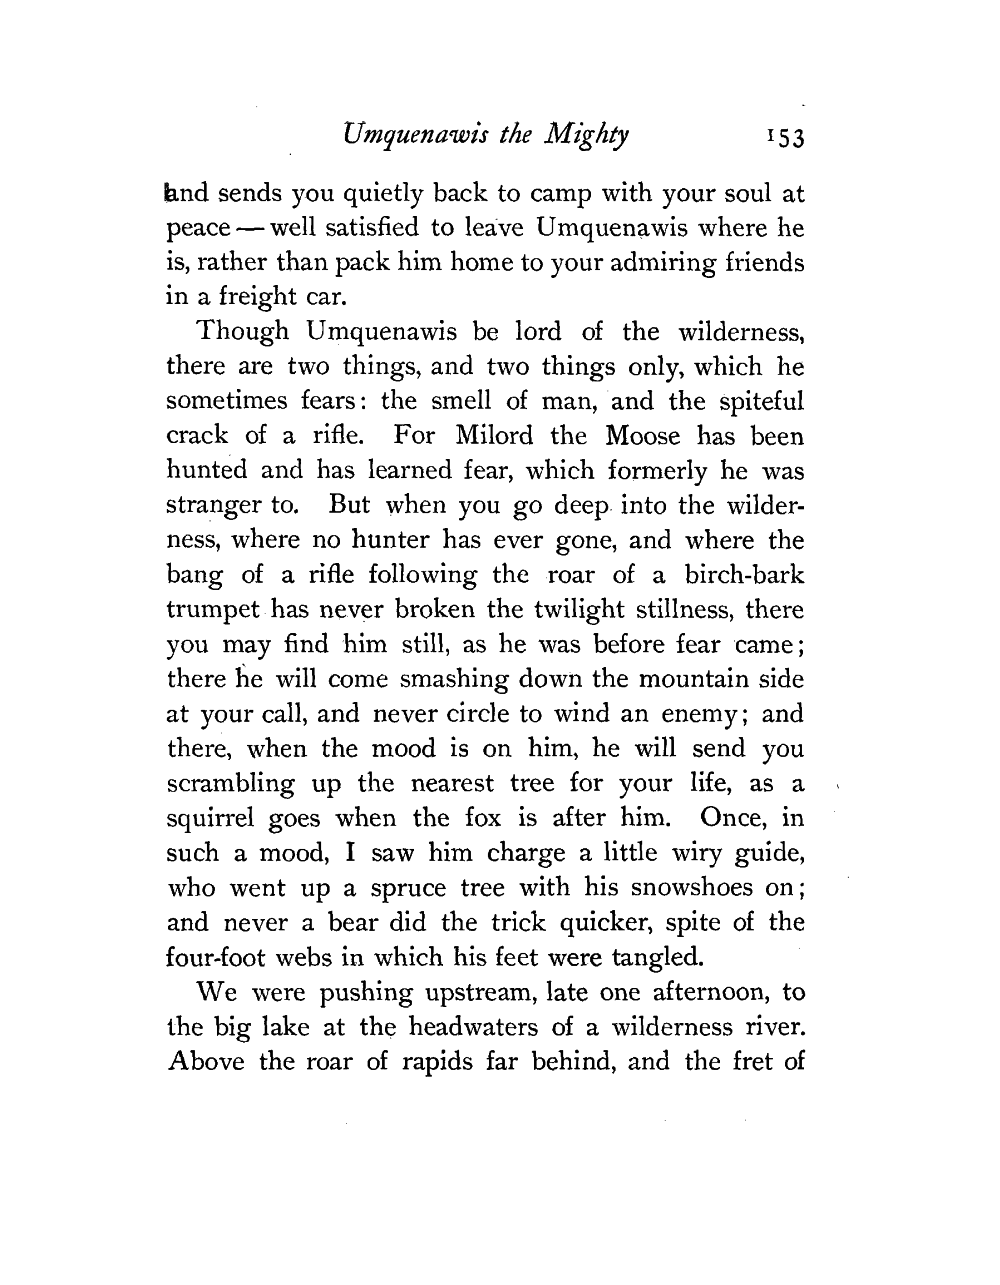 Umquenawis the Mighty 153
and sends you quietly back to camp with your soul at
peace — well satisfied to leave Umquenawis where he
is, rather than pack him home to your admiring friends
in a freight car.
Though Umquenawis be lord of the wilderness,
there are two things, and two things only, which he
sometimes fears: the smell of man, and the spiteful
crack of a rifle. For Milord the Moose has been
hunted and has learned fear, which formerly he was
stranger to. But when you go deep into the wilder-
ness, where no hunter has ever gone, and where the
bang of a rifle following the roar of a birch-bark
trumpet has never broken the twilight stillness, there
you may find him still, as he was before fear came;
there he will come smashing down the mountain side
at your call, and never circle to wind an enemy; and
there, when the mood is on him, he will send you
scrambling up the nearest tree for your life, as a
squirrel goes when the fox is after him. Once, in
such a mood, I saw him charge a little wiry guide,
who went up a spruce tree with his snowshoes on;
and never a bear did the trick quicker, spite of the
four-foot webs in which his feet were tangled.
We were pushing upstream, late one afternoon, to
the big lake at the headwaters of a wilderness river.
Above the roar of rapids far behind, and the fret of